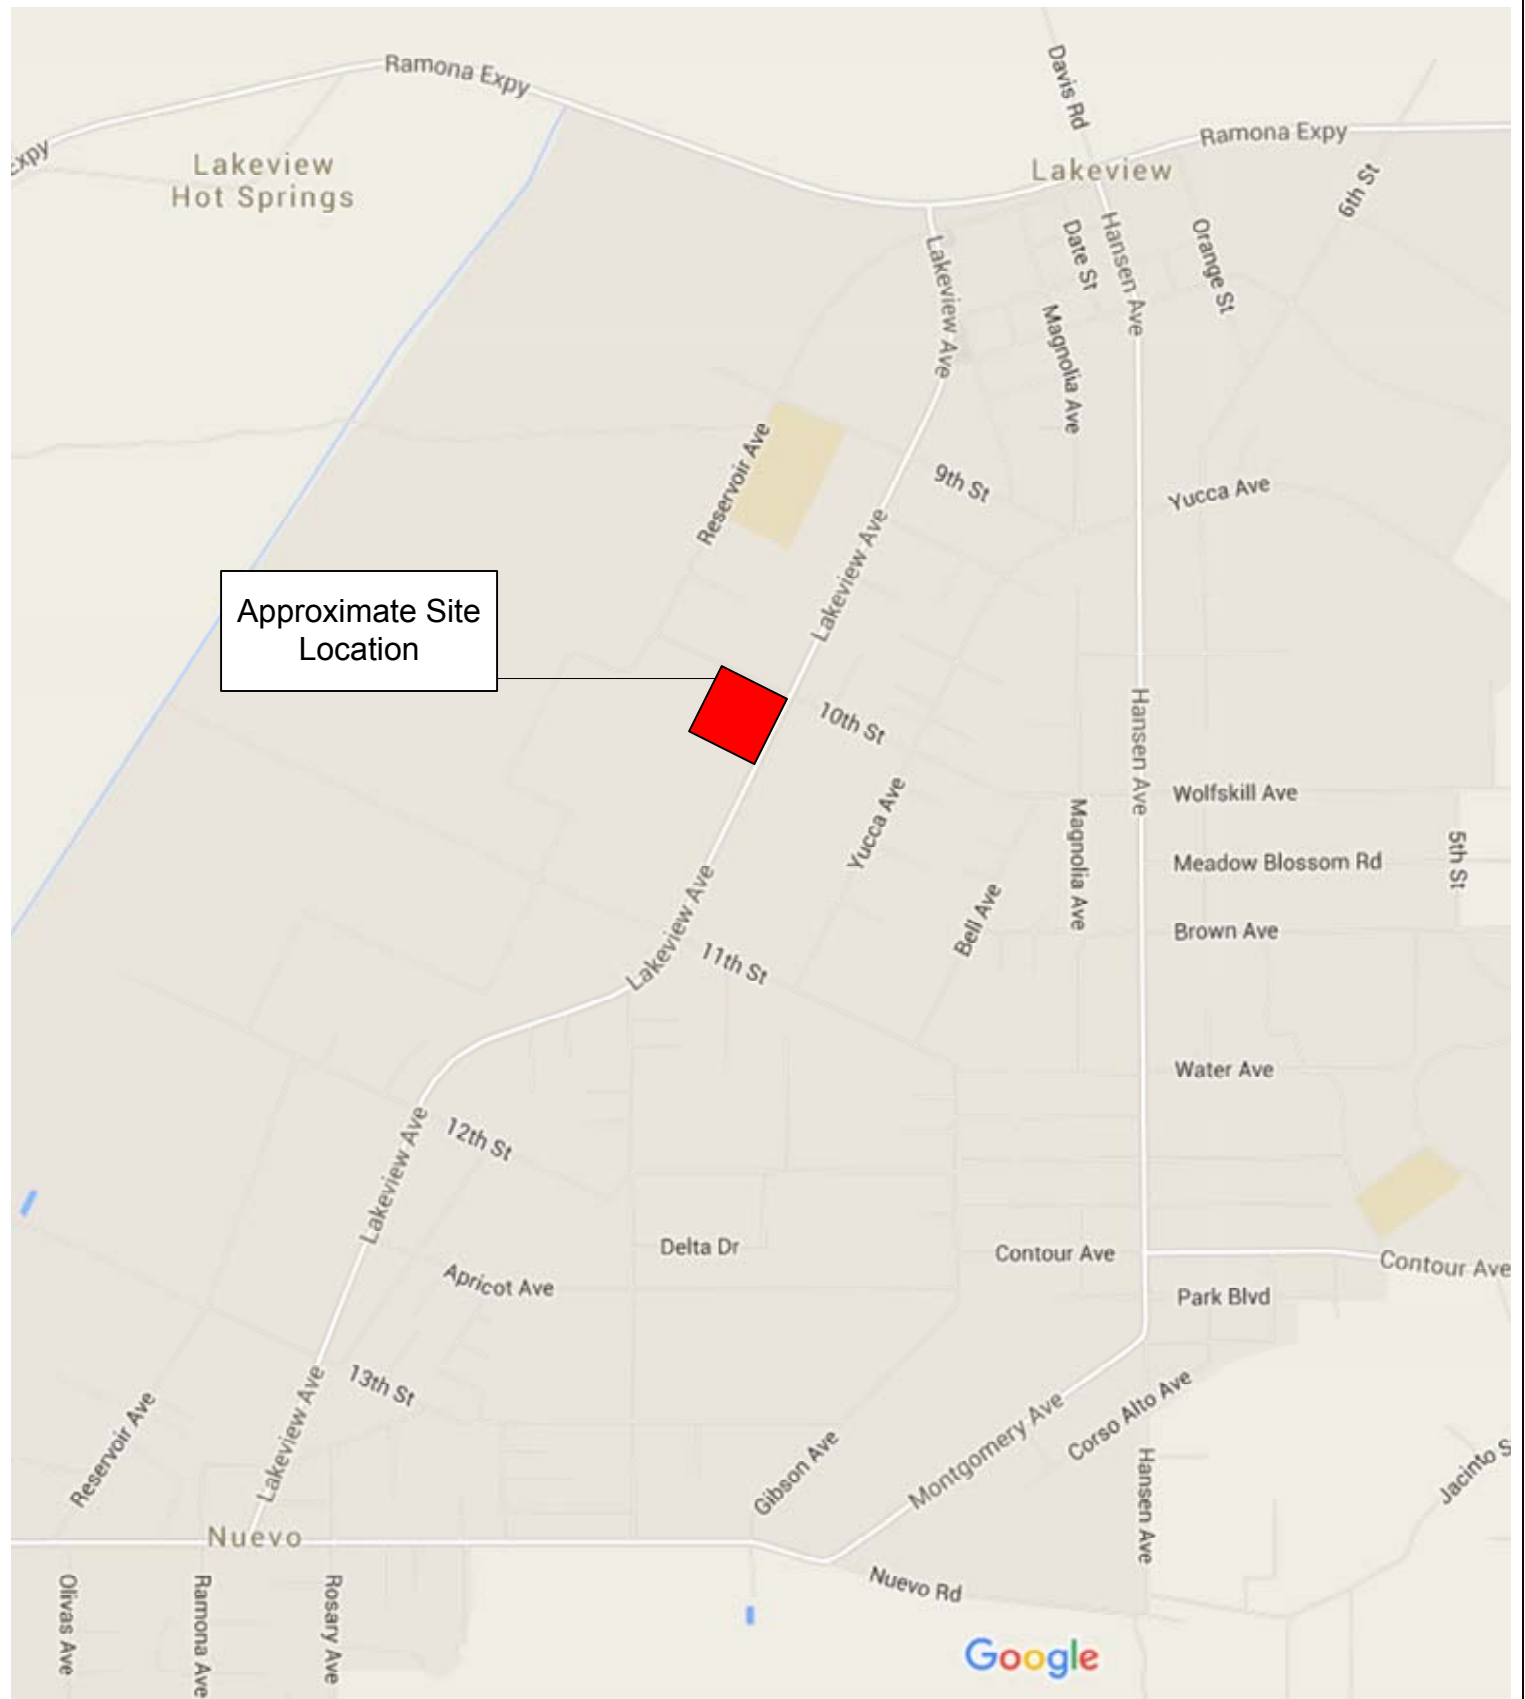 Ramona Expy
Davis Rd
Ramona Expy
Expy
Lakeview
Hot Springs
Lakeview
6th St
Date St
Hansen Ave
Orange St
Lakeview Ave
Magnolia Ave
Reservoir Ave
9th St
Yucca Ave
Lakeview Ave
Approximate Site
Location
10th St
Hansen Ave
Yucca Ave
Wolfskill Ave
Magnolia Ave
Meadow Blossom Rd
5th St
Lakeview Ave
Bell Ave
Brown Ave
11th St
Water Ave
Lakeview Ave
12th St
Delta Dr
Contour Ave
Contour Ave
Apricot Ave
Park Blvd
13th St
Reservoir Ave
Lakeview Ave
Montgomery Ave
Corso Alto Ave
Gibson Ave
Hansen Ave
Jacinto S
Nuevo
Nuevo Rd
Olivas Ave
Ramona Ave
Rosary Ave
Google